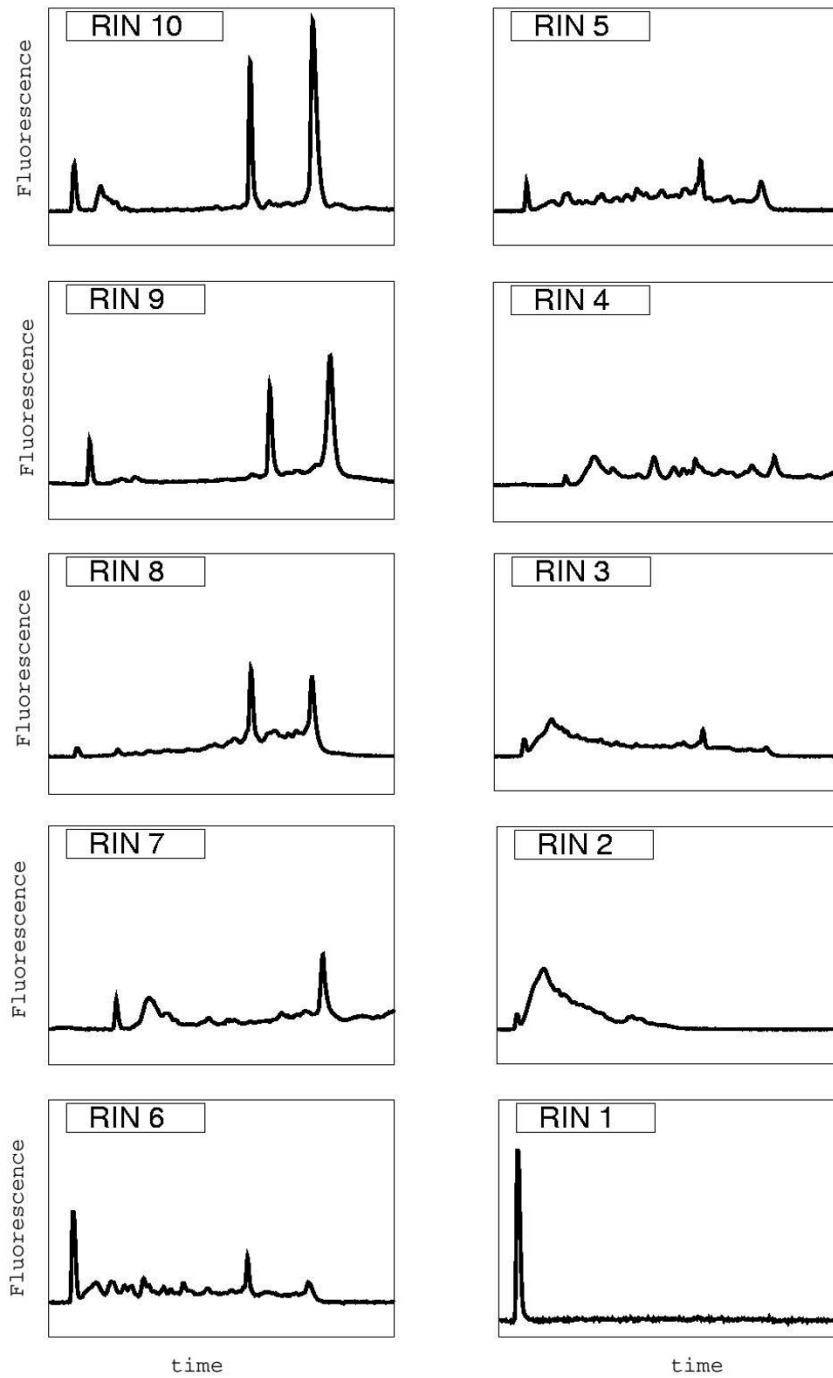 RIN 10
Fluorescence
RIN 5
RIN 9
Fluorescence
RIN 4
RIN 8
Fluorescence
RIN 3
RIN 7
Fluorescence
RIN 2
RIN 6
Fluorescence
RIN 1
time
time